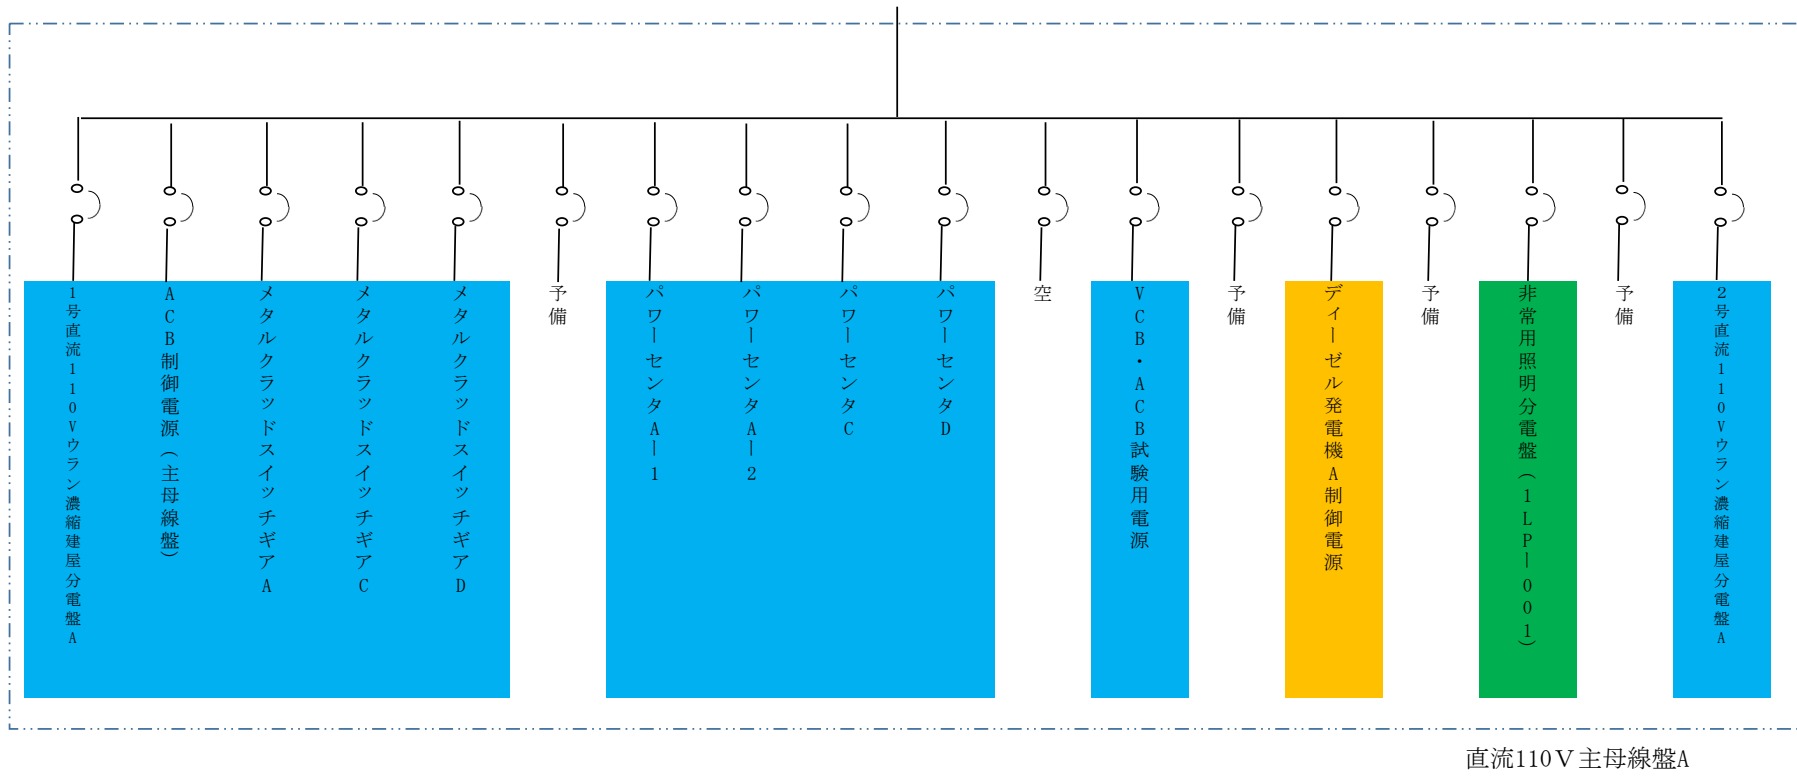 1号直流110Vウラン濃縮建屋分電盤A
ACB制御電源(主母線盤)
メタルクラッドスイッチギアA
メタルクラッドスイッチギアC
メタルクラッドスイッチギアD
予備
パワーセンタA－1
パワーセンタA－2
パワーセンタC
パワーセンタD
空
VCB・ACB試験用電源
予備
ディーゼル発電機A制御電源
予備
非常用照明分電盤(1LP－001)
予備
2号直流110Vウラン濃縮建屋分電盤A
直流110V主母線盤A